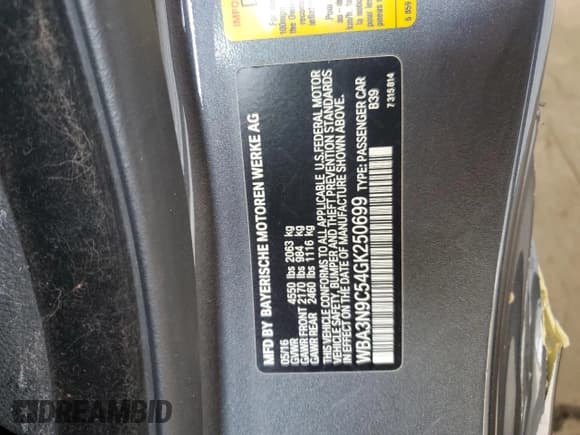 MFD BY BAYERISCHE MOTOREN WERKE AG
05/16
GVWR 4550 lbs 2063 kg
GAWR FRONT 2170 lbs 984 kg
GAWR REAR 2460 lbs 1116 kg
THIS VEHICLE CONFORMS TO ALL APPLICABLE U.S.FEDERAL MOTOR
VEHICLE SAFETY, BUMPER AND THEFT PREVENTION STANDARDS
IN EFFECT ON THE DATE OF MANUFACTURE SHOWN ABOVE.
WBA3N9C54GK250699 TYPE: PASSENGER CAR
B39
7 315 814
DREAMBID